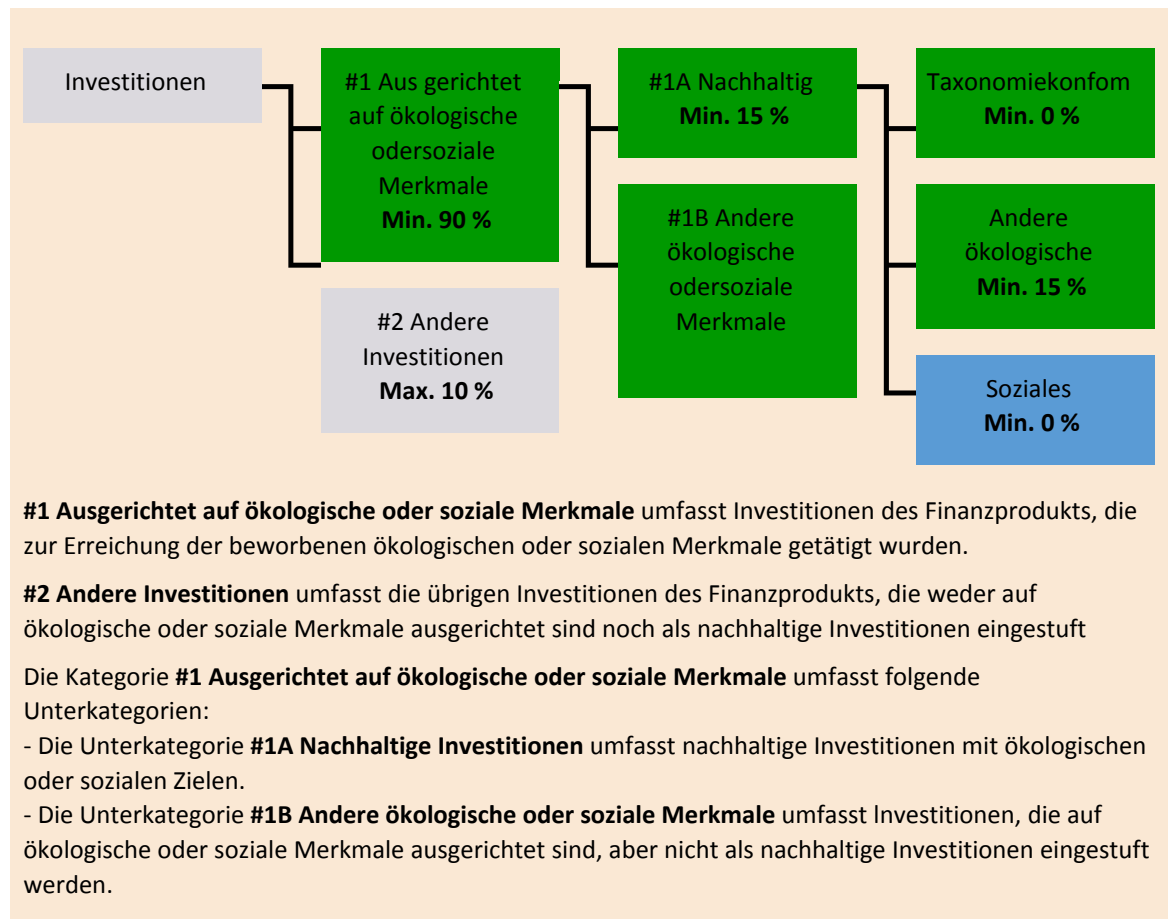 Investitionen
#1 Aus gerichtet
auf ökologische
odersoziale
Merkmale
Min. 90 %
#2 Andere
Investitionen
Max. 10 %
#1A Nachhaltig
Min. 15 %
#1B Andere
ökologische
odersoziale
Merkmale
Taxonomiekonfom
Min. 0 %
Andere
ökologische
Min. 15 %
Soziales
Min. 0 %
#1 Ausgerichtet auf ökologische oder soziale Merkmale umfasst Investitionen des Finanzprodukts, die
zur Erreichung der beworbenen ökologischen oder sozialen Merkmale getätigt wurden.
#2 Andere Investitionen umfasst die übrigen Investitionen des Finanzprodukts, die weder auf
ökologische oder soziale Merkmale ausgerichtet sind noch als nachhaltige Investitionen eingestuft
Die Kategorie #1 Ausgerichtet auf ökologische oder soziale Merkmale umfasst folgende
Unterkategorien:
- Die Unterkategorie #1A Nachhaltige Investitionen umfasst nachhaltige Investitionen mit ökologischen
oder sozialen Zielen.
- Die Unterkategorie #1B Andere ökologische oder soziale Merkmale umfasst lnvestitionen, die auf
ökologische oder soziale Merkmale ausgerichtet sind, aber nicht als nachhaltige Investitionen eingestuft
werden.